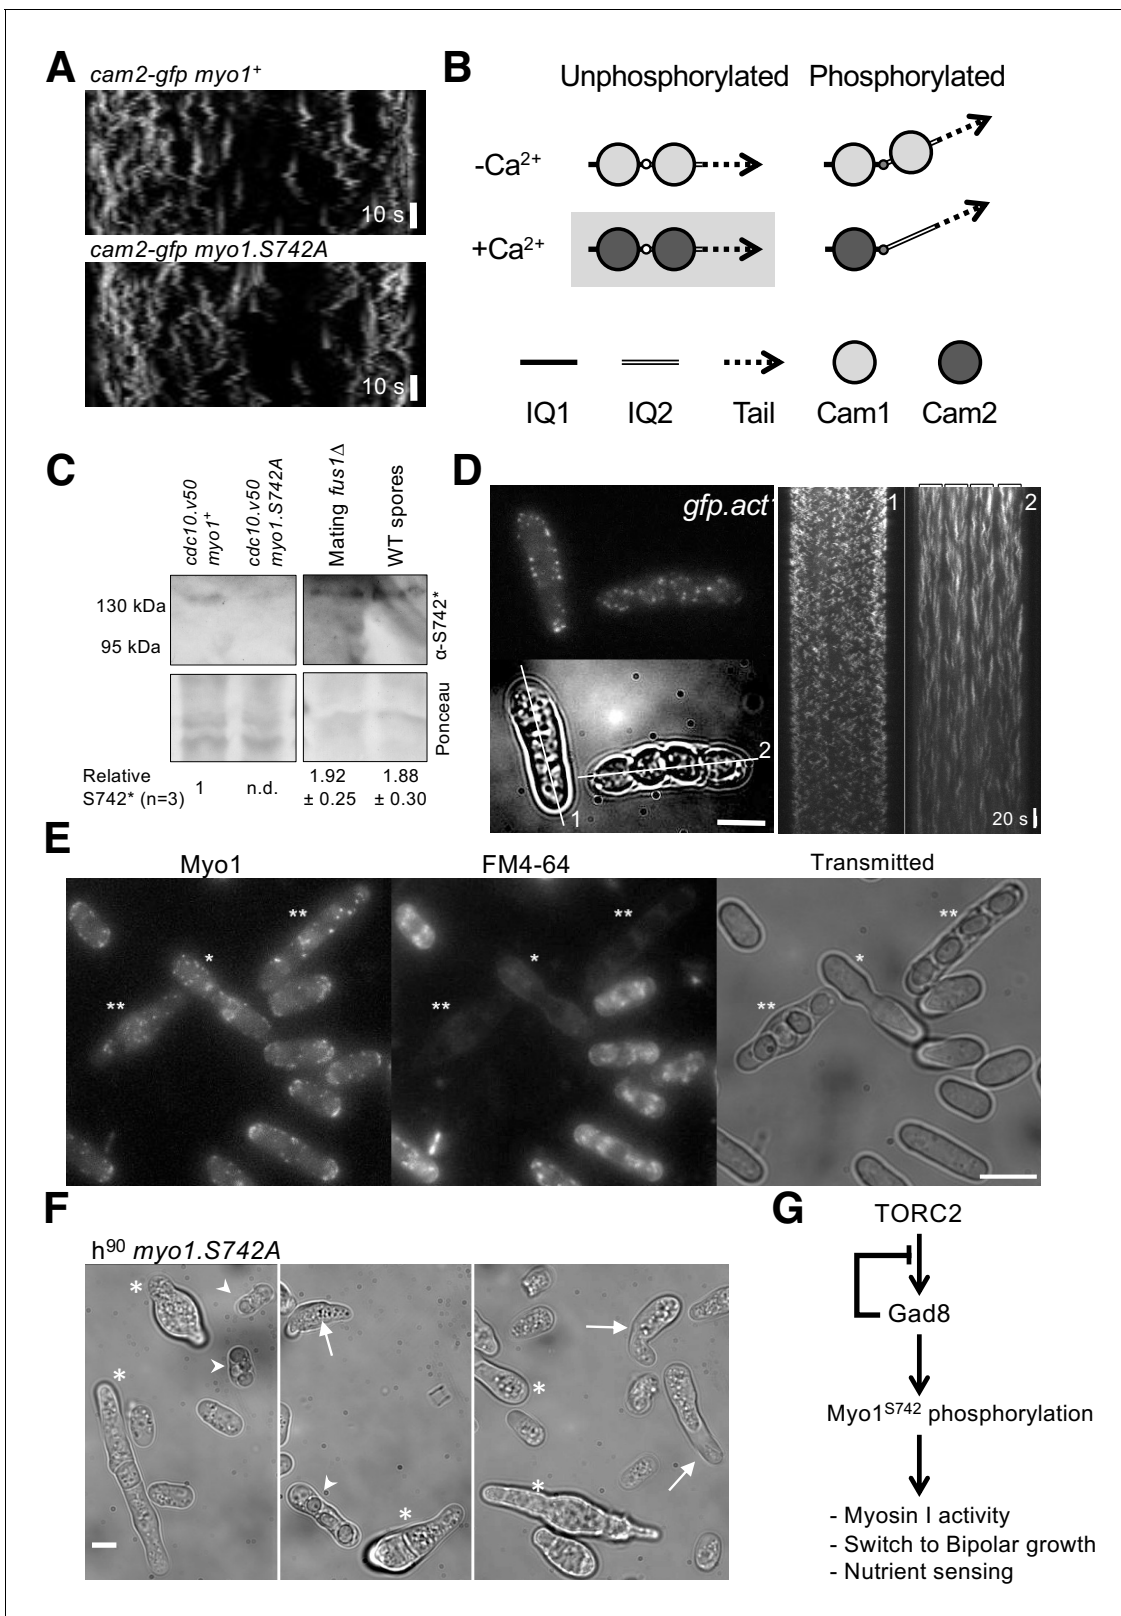 A
cam2-gfp myo1+
10 s
cam2-gfp myo1.S742A
10 s
B
Unphosphorylated Phosphorylated
-Ca2+
+Ca2+
IQ1 IQ2 Tail Cam1 Cam2
C
cdc10.v50 myo1+
cdc10.v50 myo1.S742A
Mating fus1Δ
WT spores
130 kDa
95 kDa
α-S742*
Ponceau
Relative 1 n.d. 1.92 1.88
S742* (n=3) ± 0.25 ± 0.30
D
gfp.act1
1 2
2
1
20 s
E
Myo1 FM4-64 Transmitted
** ** **
* * *
** ** **
F
h90 myo1.S742A
* * * * *
G
TORC2
Gad8
Myo1S742 phosphorylation
- Myosin I activity
- Switch to Bipolar growth
- Nutrient sensing